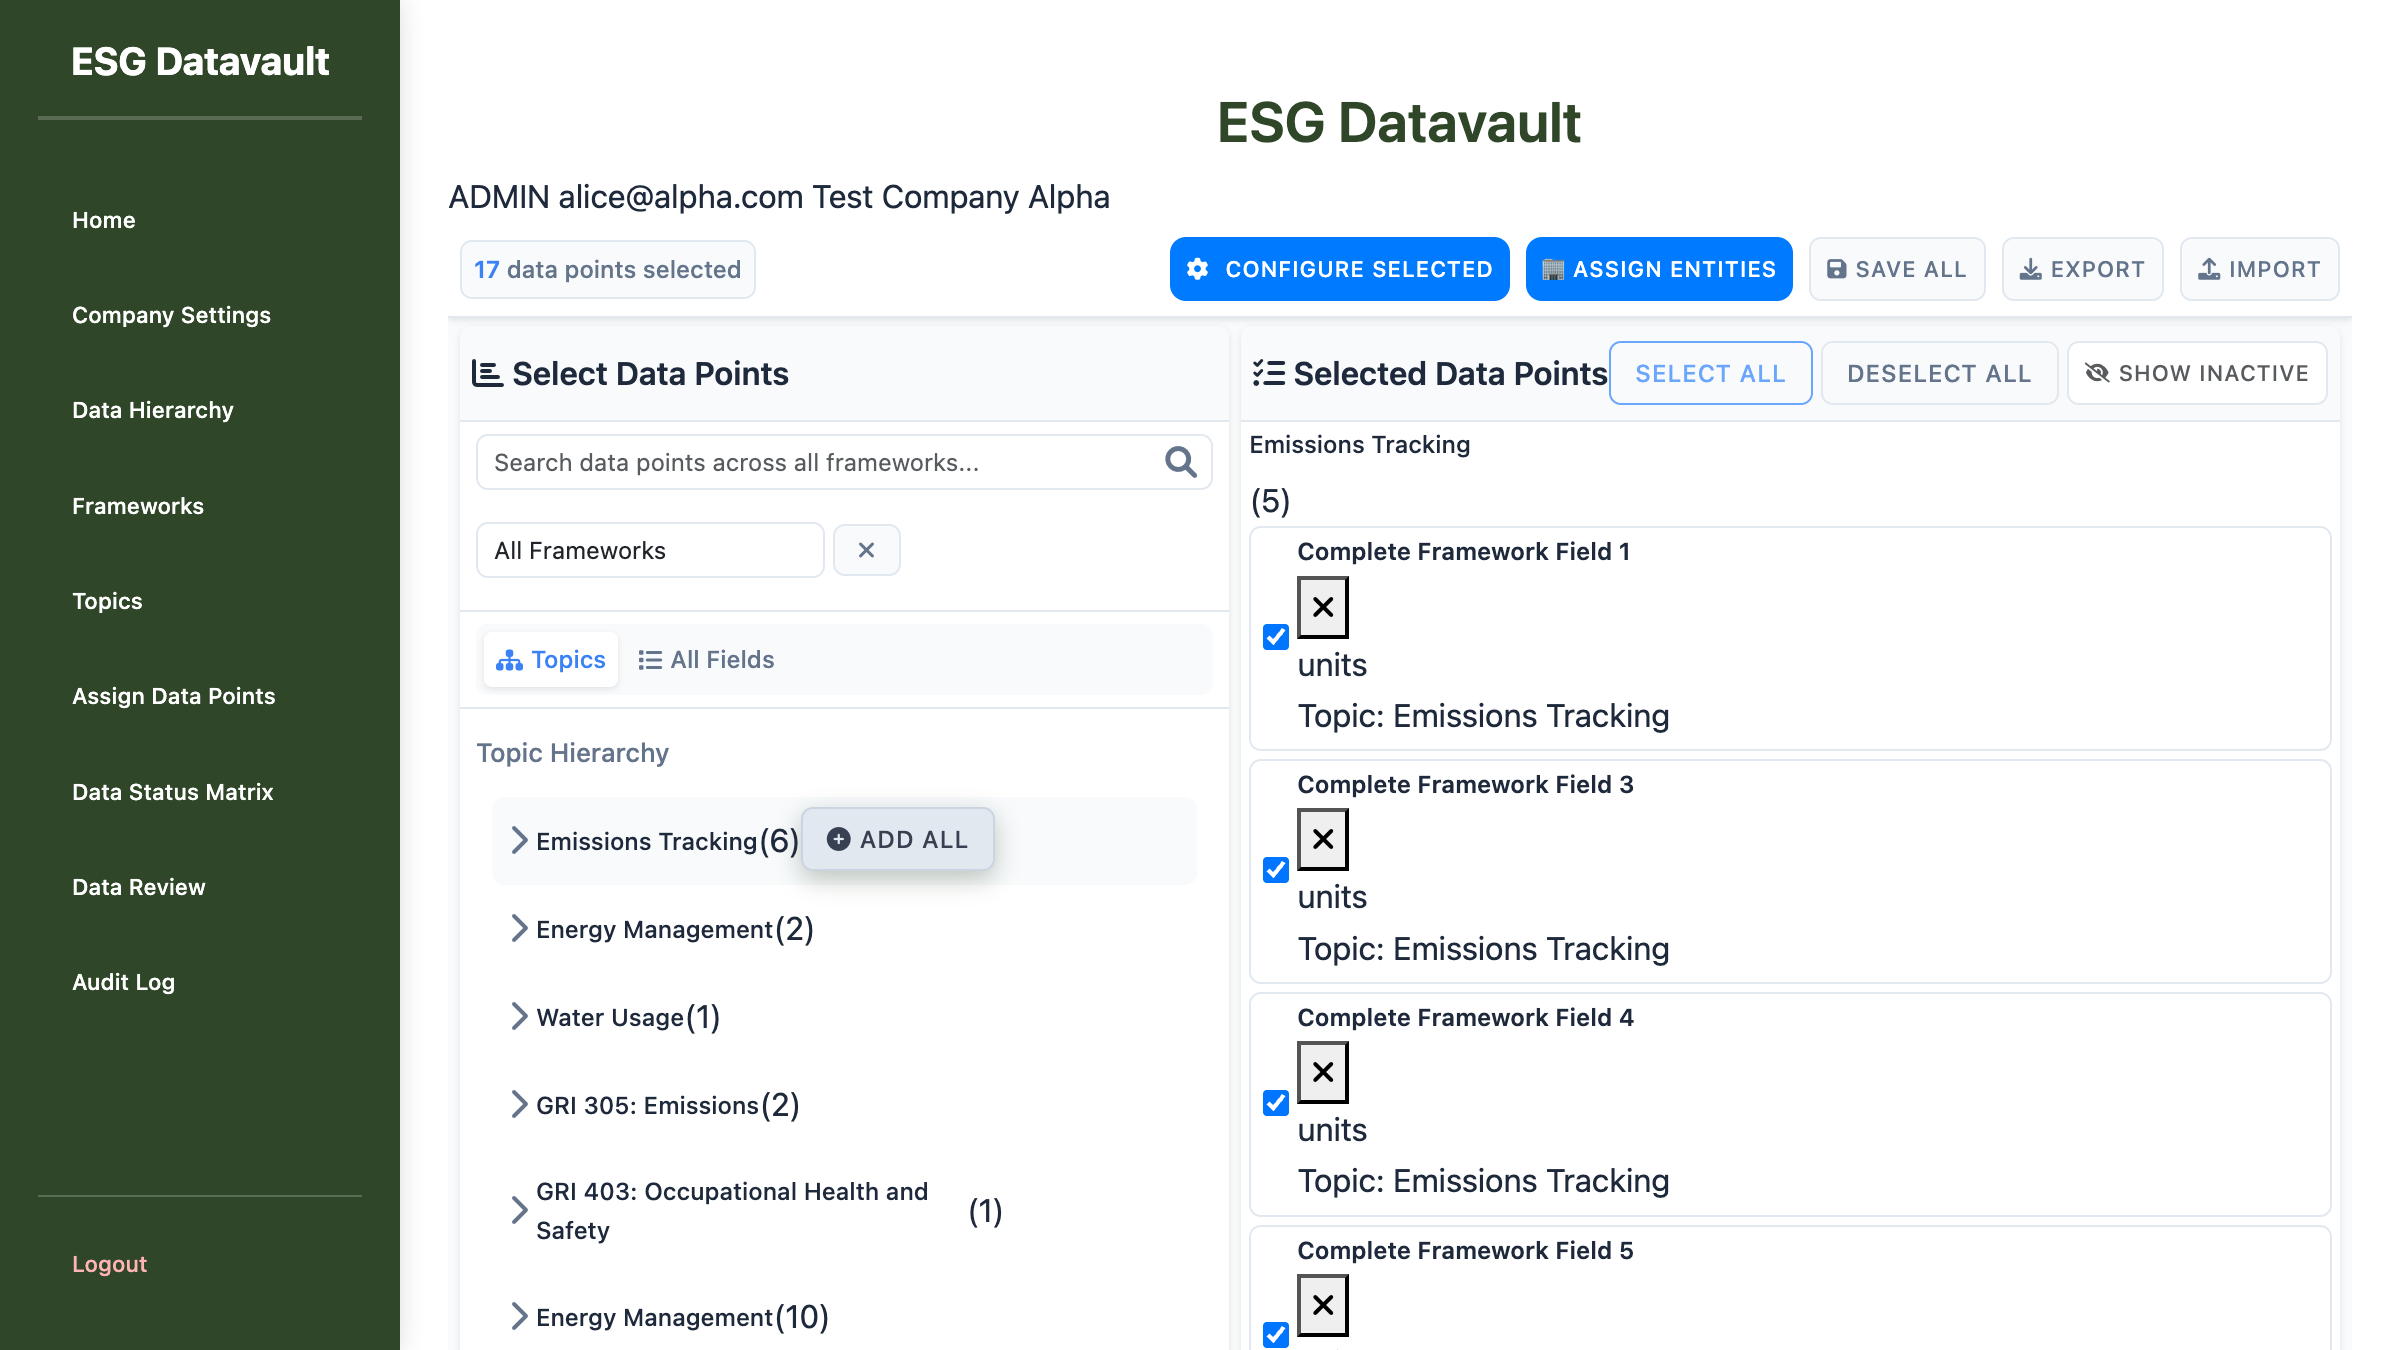 ESG Datavault
Home
Company Settings
Data Hierarchy
Frameworks
Topics
Assign Data Points
Data Status Matrix
Data Review
Audit Log
Logout
ESG Datavault
ADMIN alice@alpha.com Test Company Alpha
17 data points selected
CONFIGURE SELECTED
ASSIGN ENTITIES
SAVE ALL
EXPORT
IMPORT
Select Data Points
Search data points across all frameworks...
All Frameworks
Topics
All Fields
Topic Hierarchy
Emissions Tracking(6)
ADD ALL
Energy Management(2)
Water Usage(1)
GRI 305: Emissions(2)
GRI 403: Occupational Health and
Safety
(1)
Energy Management(10)
Selected Data Points
SELECT ALL
DESELECT ALL
SHOW INACTIVE
Emissions Tracking
(5)
Complete Framework Field 1
units
Topic: Emissions Tracking
Complete Framework Field 3
units
Topic: Emissions Tracking
Complete Framework Field 4
units
Topic: Emissions Tracking
Complete Framework Field 5